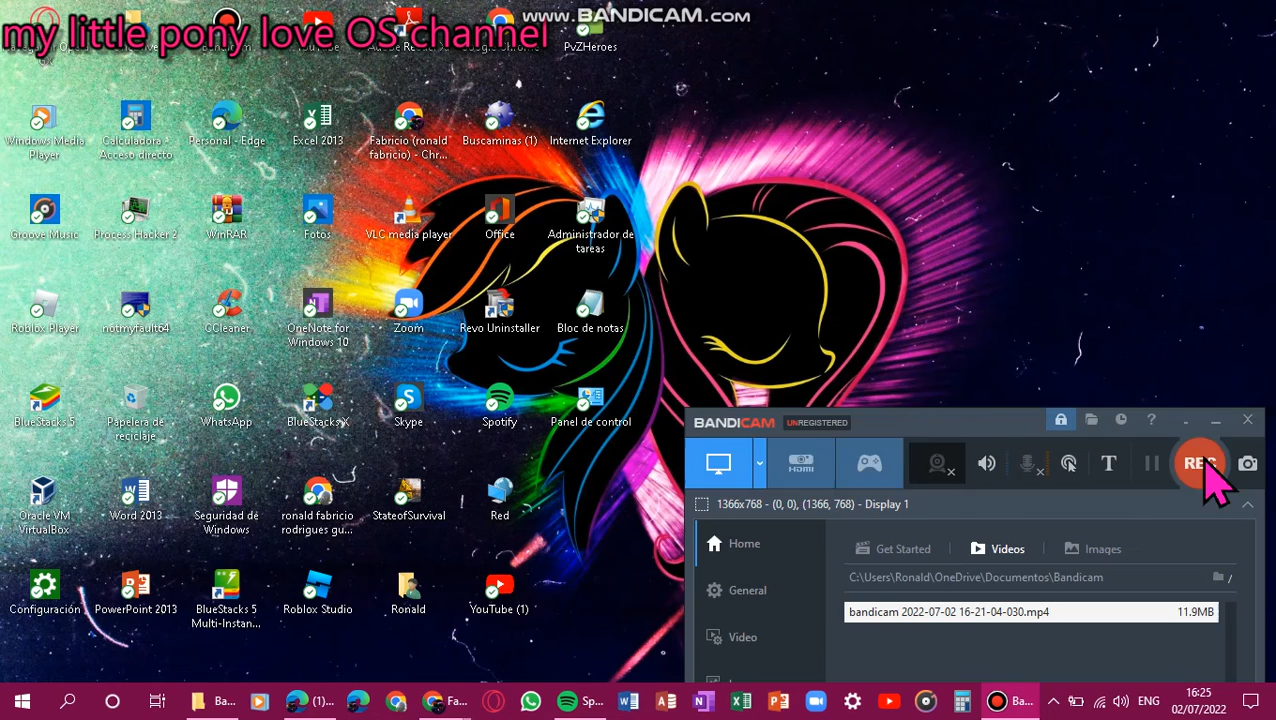 my little pony love OS channel
www.BANDICAM.com
YouTube
Google Chrome
PvZHeroes
Windows Media Player
Calculadora - Acceso directo
Personal - Edge
Excel 2013
Fabricio (ronald fabricio) - Chr...
Buscaminas (1)
Internet Explorer
Groove Music
Process Hacker 2
WinRAR
Fotos
VLC media player
Office
Administrador de tareas
Roblox Player
notmyfault64
CCleaner
OneNote for Windows 10
Zoom
Revo Uninstaller
Bloc de notas
BlueStacks 5
Papelera de reciclaje
WhatsApp
BlueStacks X
Skype
Spotify
Panel de control
Oracle VM VirtualBox
Word 2013
Seguridad de Windows
ronald fabricio rodriguez gu...
StateofSurvival
Red
Configuración
PowerPoint 2013
BlueStacks 5 Multi-Instan...
Roblox Studio
Ronald
YouTube (1)
BANDICAM UNREGISTERED
HDMI
T
REC
1366x768 - (0, 0), (1366, 768) - Display 1
Home
General
Video
Get Started
Videos
Images
C:\Users\Ronald\OneDrive\Documentos\Bandicam
/
bandicam 2022-07-02 16-21-04-030.mp4 11.9MB
Ba...
(1)...
Fa...
Sp...
Ba...
ENG
16:25
02/07/2022